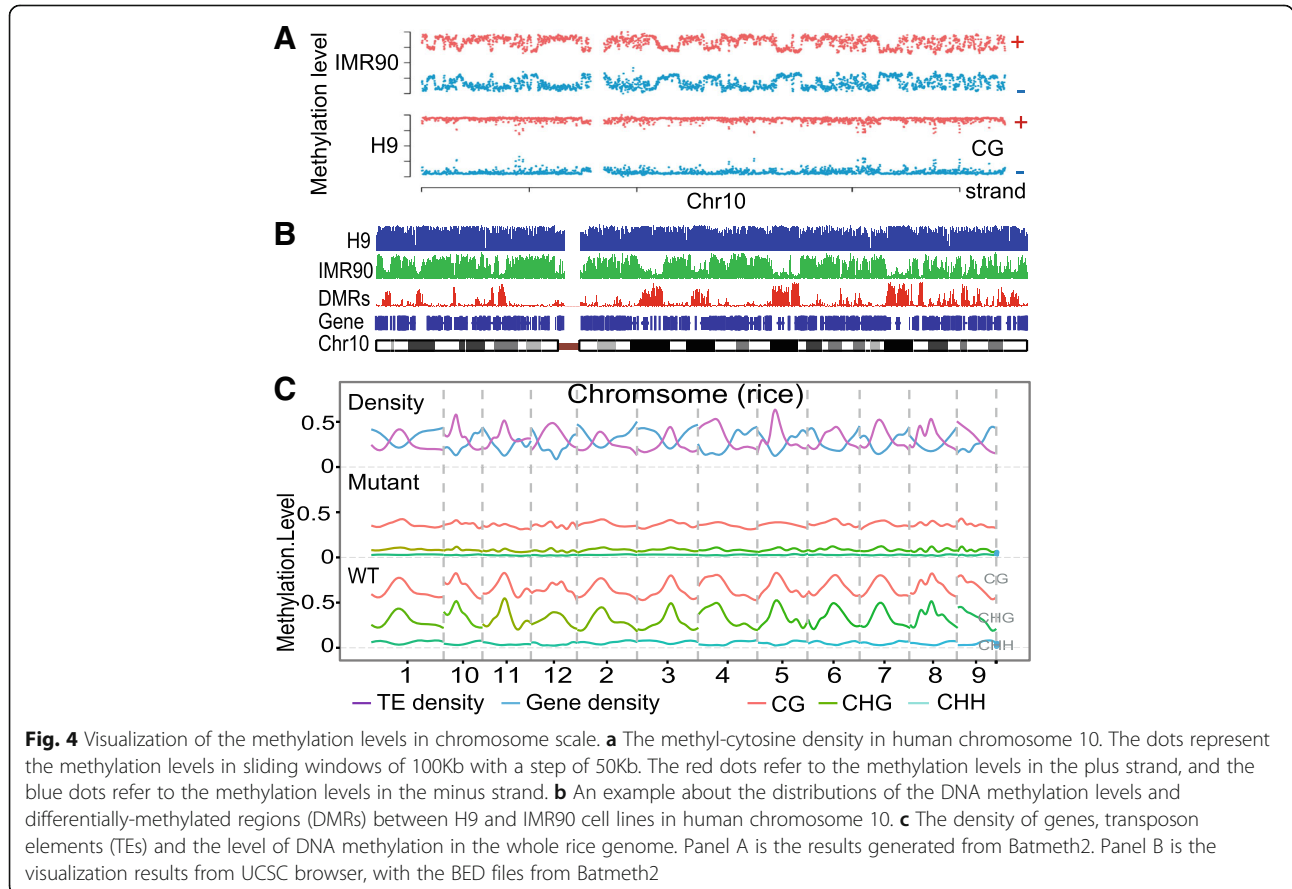 A
Methylation level
IMR90
+
-
H9
+
CG
-
strand
Chr10
B
H9
IMR90
DMRs
Gene
Chr10
C
Chromsome (rice)
Density
0.5
0
Mutant
Methylation.Level
0.5
0
WT
CG
0.5
CHG
0
CHH
1 10 11 12 2 3 4 5 6 7 8 9
TE density Gene density CG CHG CHH
Fig. 4 Visualization of the methylation levels in chromosome scale. a The methyl-cytosine density in human chromosome 10. The dots represent
the methylation levels in sliding windows of 100Kb with a step of 50Kb. The red dots refer to the methylation levels in the plus strand, and the
blue dots refer to the methylation levels in the minus strand. b An example about the distributions of the DNA methylation levels and
differentially-methylated regions (DMRs) between H9 and IMR90 cell lines in human chromosome 10. c The density of genes, transposon
elements (TEs) and the level of DNA methylation in the whole rice genome. Panel A is the results generated from Batmeth2. Panel B is the
visualization results from UCSC browser, with the BED files from Batmeth2